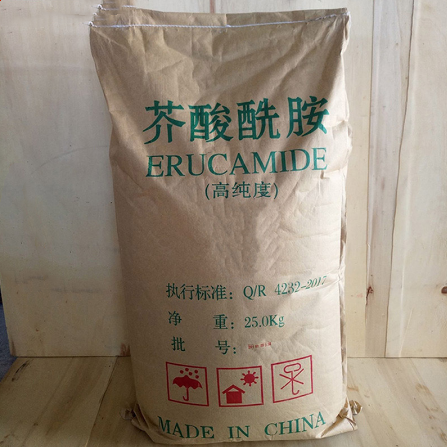 芥酸酰胺
ERUCAMIDE
(高纯度)
执行标准: Q/R 4232-2017
净 重: 25.0Kg
批 号:
MADE IN CHINA